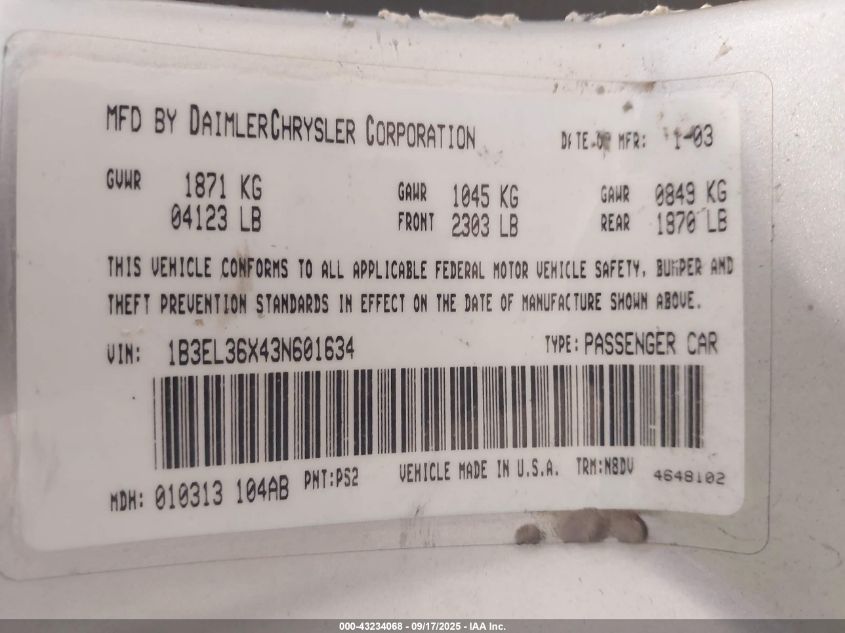 MFD BY DAIMLERCHRYSLER CORPORATION DATE OF MFR: 1-03
GVWR 1871 KG GAWR 1045 KG GAWR 0849 KG
04123 LB FRONT 2303 LB REAR 1870 LB
THIS VEHICLE CONFORMS TO ALL APPLICABLE FEDERAL MOTOR VEHICLE SAFETY, BUMPER AND
THEFT PREVENTION STANDARDS IN EFFECT ON THE DATE OF MANUFACTURE SHOWN ABOVE.
VIN: 1B3EL36X43N601634 TYPE: PASSENGER CAR
MDH: 010313 104AB PNT:PS2 VEHICLE MADE IN U.S.A. TRM:N8DV 4648102
000-43234068 - 09/17/2025 - IAA Inc.